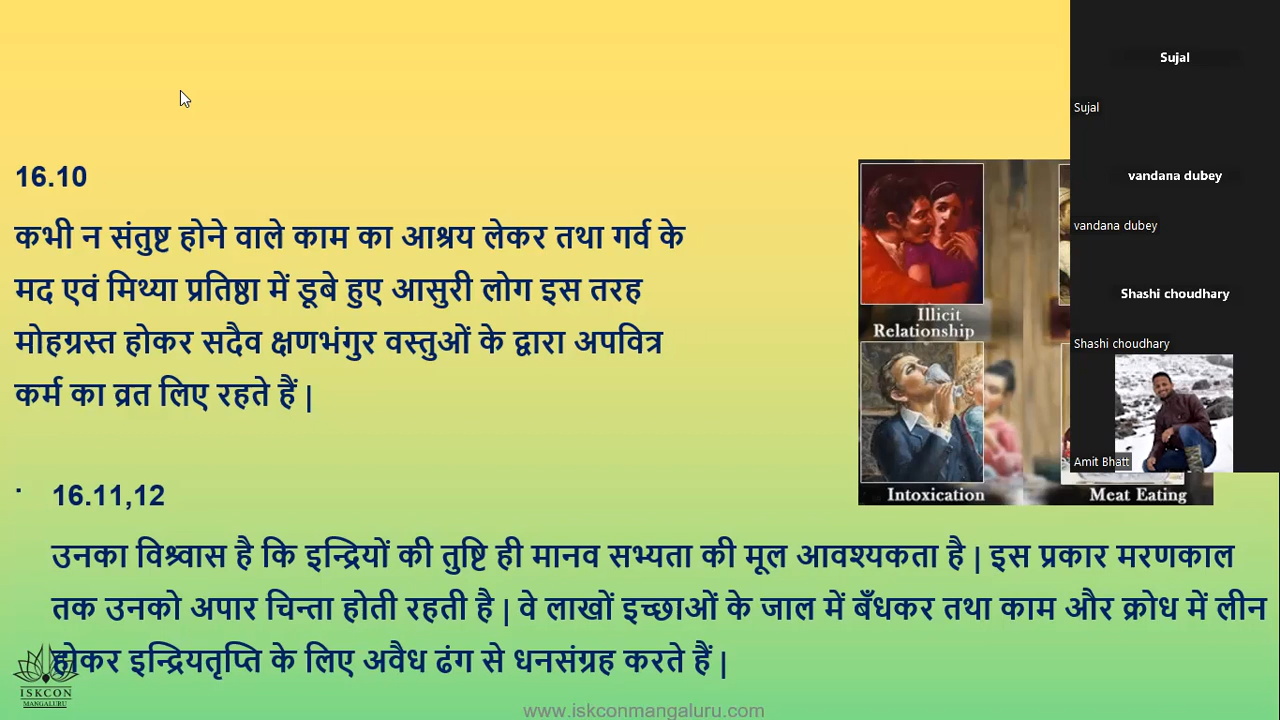 16.10
कभी न संतुष्ट होने वाले काम का आश्रय लेकर तथा गर्व के
मद एवं मिथ्या प्रतिष्ठा में डूबे हुए आसुरी लोग इस तरह
मोहग्रस्त होकर सदैव क्षणभंगुर वस्तुओं के द्वारा अपवित्र
कर्म का व्रत लिए रहते हैं |
16.11,12
उनका विश्र्वास है कि इन्द्रियों की तुष्टि ही मानव सभ्यता की मूल आवश्यकता है | इस प्रकार मरणकाल
तक उनको अपार चिन्ता होती रहती है | वे लाखों इच्छाओं के जाल में बँधकर तथा काम और क्रोध में लीन
होकर इन्द्रियतृप्ति के लिए अवैध ढंग से धनसंग्रह करते हैं |
Illicit
Relationship
Intoxication
Meat Eating
Sujal
Sujal
vandana dubey
vandana dubey
Shashi choudhary
Shashi choudhary
Amit Bhatt
ISKCON
MANGALURU
www.iskconmangaluru.com